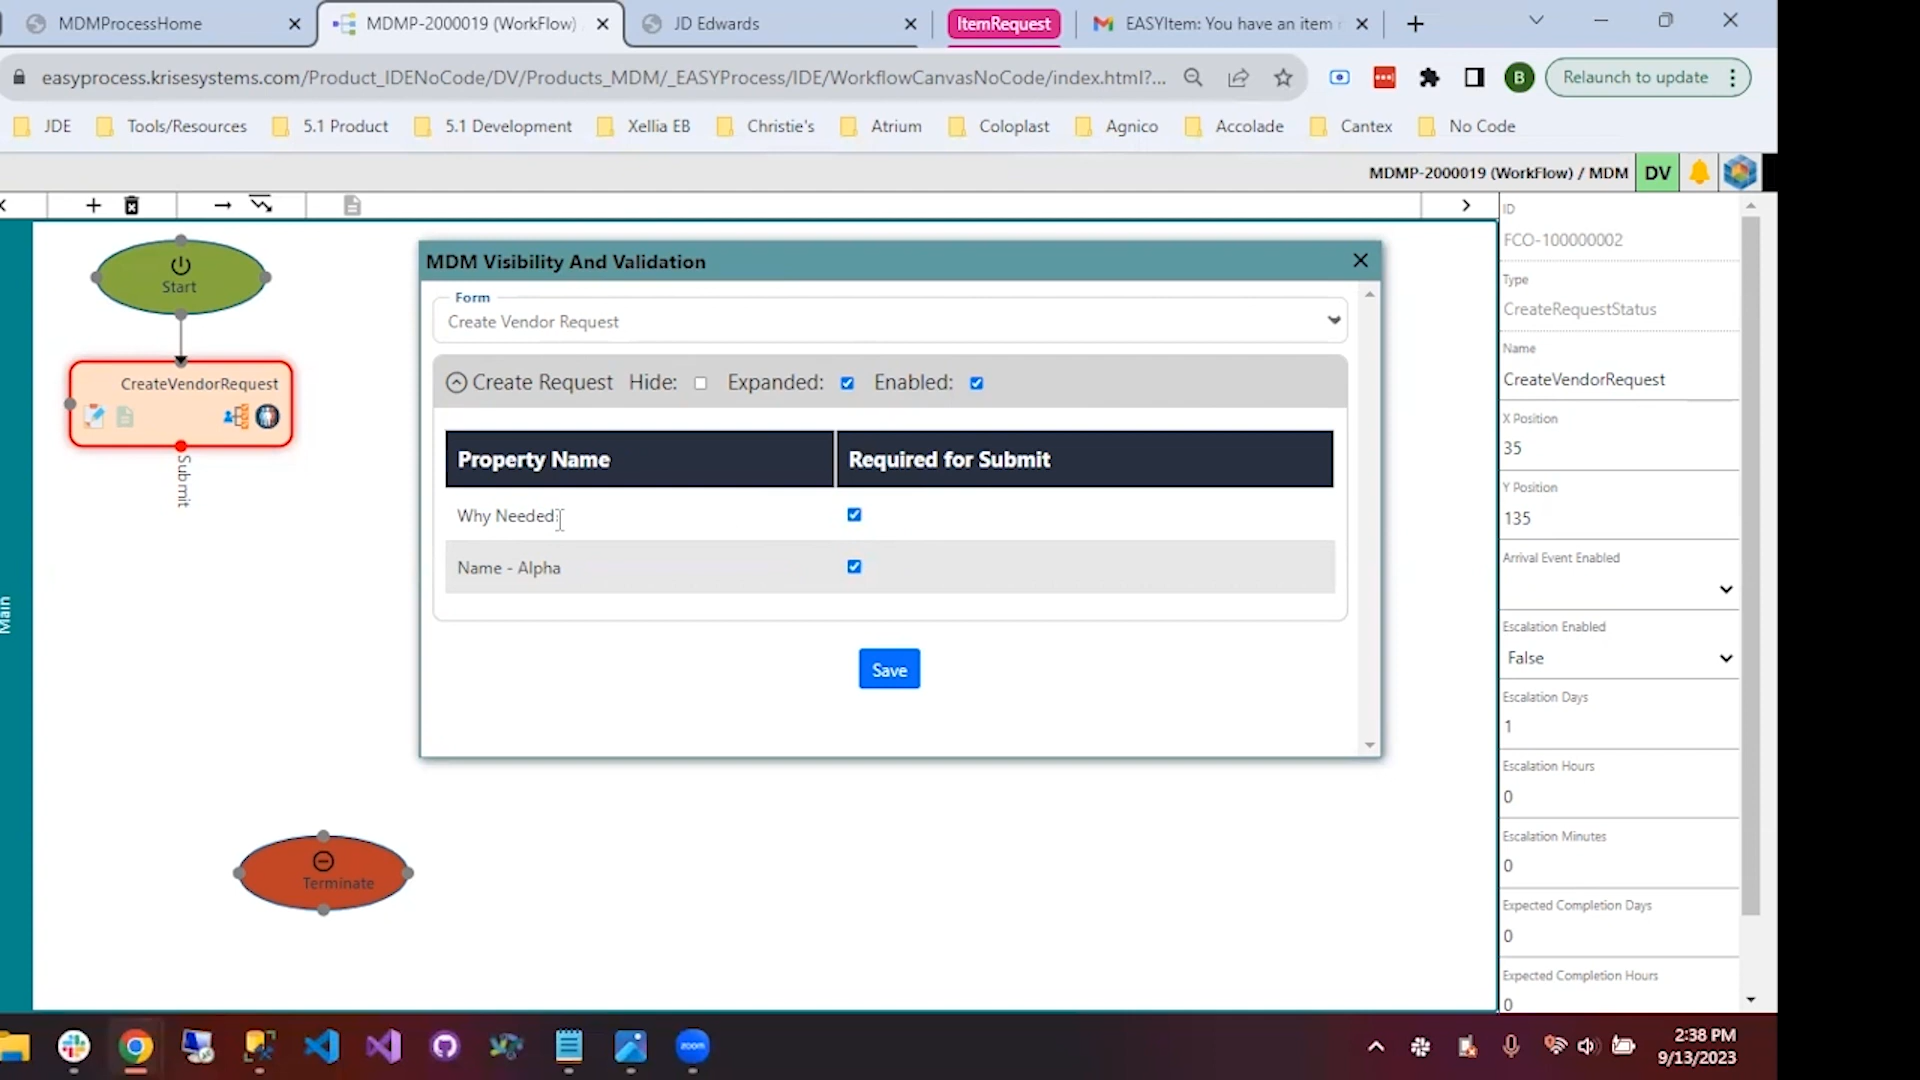 MDMProcessHome
MDMP-2000019 (WorkFlow)
JD Edwards
ItemRequest
EASYItem: You have an item
easyprocess.krisesystems.com/Product_IDENoCode/DV/Products_MDM/_EASYProcess/IDE/WorkflowCanvasNoCode/index.html?...
B
Relaunch to update
JDE
Tools/Resources
5.1 Product
5.1 Development
Xellia EB
Christie's
Atrium
Coloplast
Agnico
Accolade
Cantex
No Code
MDMP-2000019 (WorkFlow) / MDM
DV
Main
Start
CreateVendorRequest
Submit
Terminate
MDM Visibility And Validation
Form
Create Vendor Request
Create Request Hide: Expanded: Enabled:
Property Name
Required for Submit
Why Needed:
Name - Alpha
Save
ID
FCO-100000002
Type
CreateRequestStatus
Name
CreateVendorRequest
X Position
35
Y Position
135
Arrival Event Enabled
Escalation Enabled
False
Escalation Days
1
Escalation Hours
0
Escalation Minutes
0
Expected Completion Days
0
Expected Completion Hours
0
zoom
2:38 PM
9/13/2023